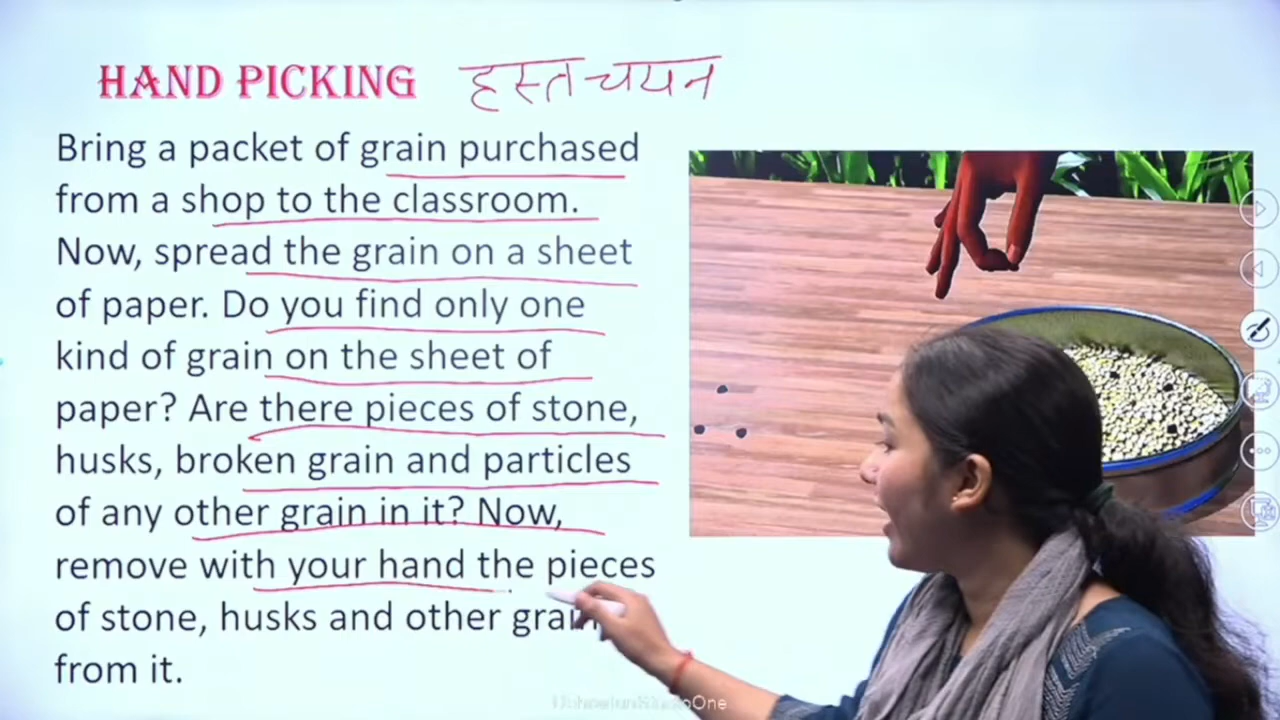 HAND PICKING हस्तचयन
Bring a packet of grain purchased
from a shop to the classroom.
Now, spread the grain on a sheet
of paper. Do you find only one
kind of grain on the sheet of
paper? Are there pieces of stone,
husks, broken grain and particles
of any other grain in it? Now,
remove with your hand the pieces
of stone, husks and other grain
from it.